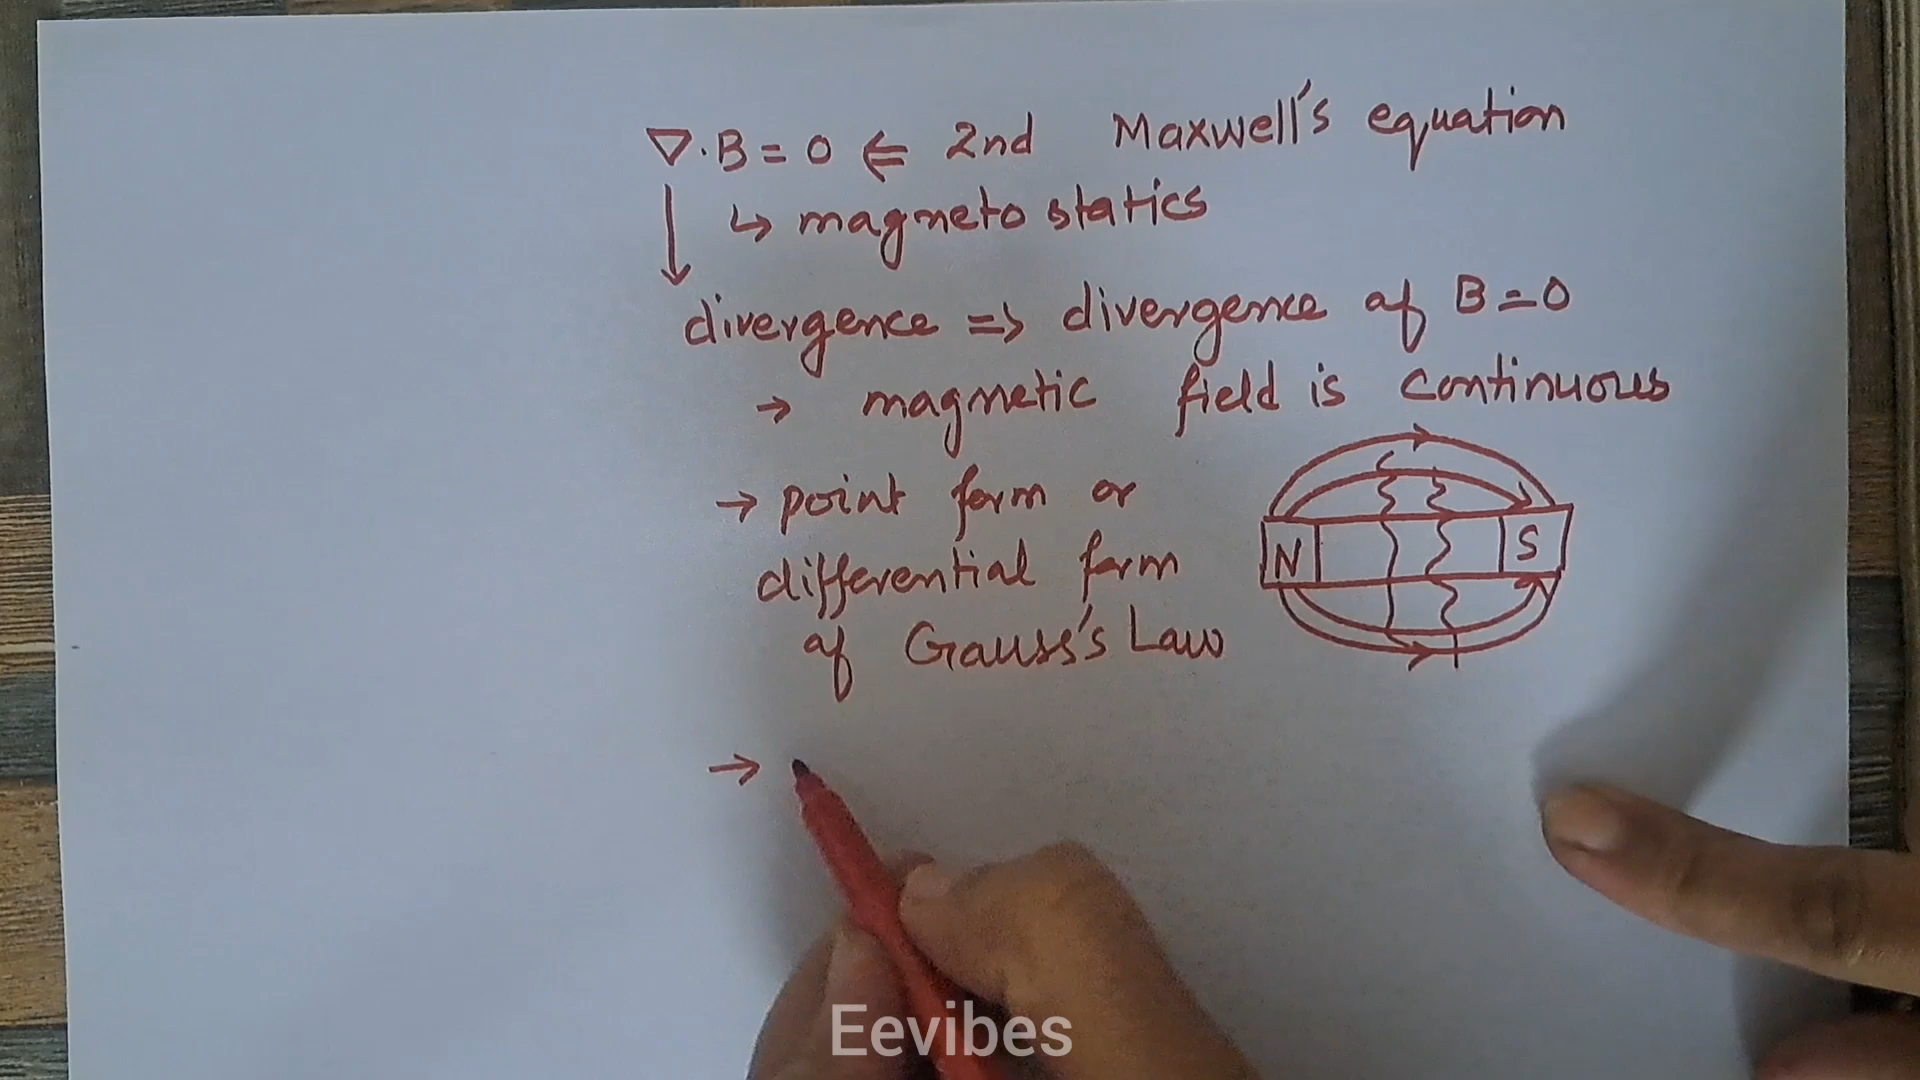 ∇.B=0 ⇐ 2nd Maxwell's equation
↳ magneto statics
divergence => divergence of B=0
→ magnetic field is continuous
→ point form or
differential form
of Gauss's Law
N S
→
Eevibes